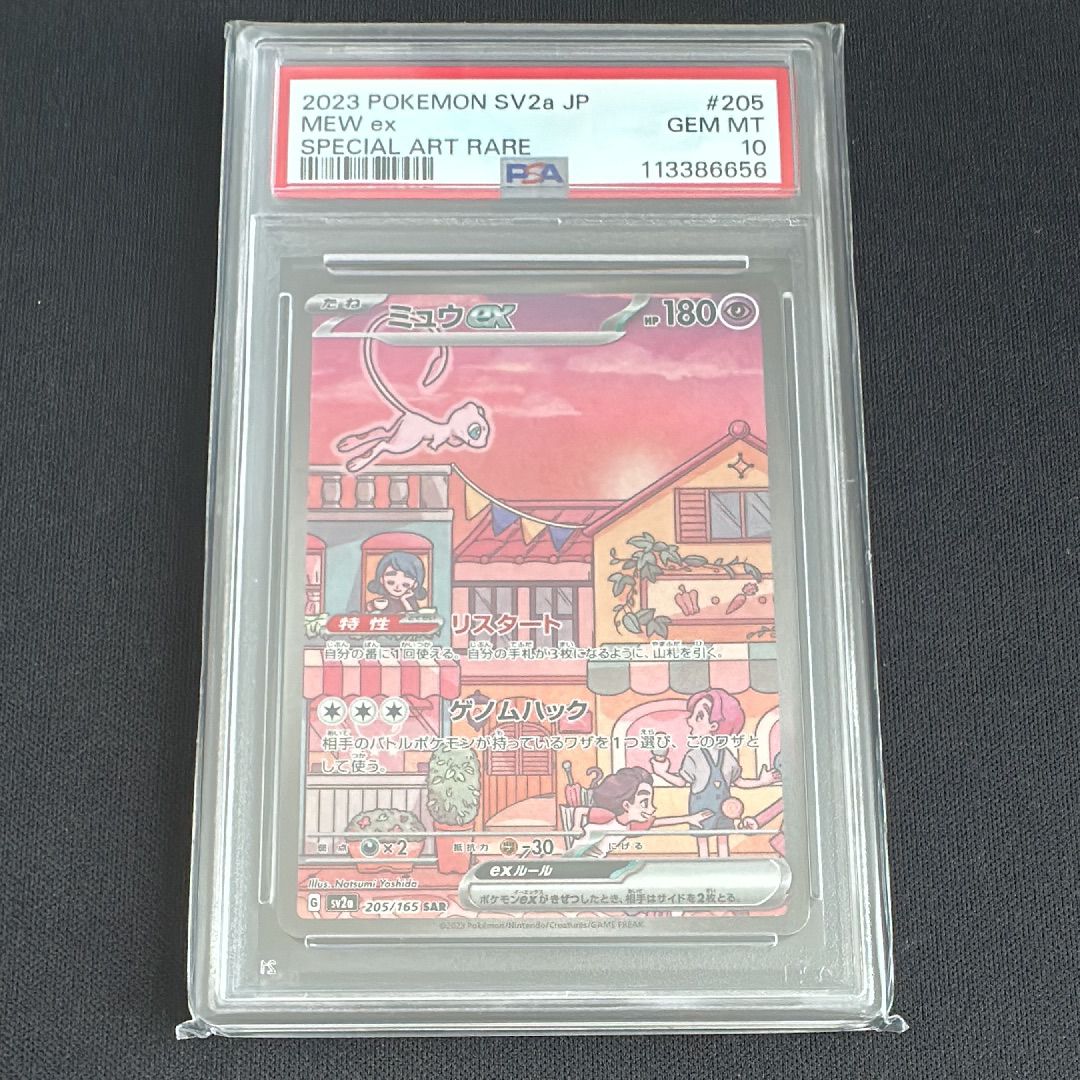 2023 POKEMON SV2a JP #205
MEW ex GEM MT
SPECIAL ART RARE 10
PSA 113386656
たね ミュウex HP 180
特性 リスタート
自分の番に1回使える。自分の手札が3枚になるように、山札を引く。
ゲノムハック
相手のバトルポケモンが持っているワザを1つ選び、このワザと
して使う。
弱点 ×2 抵抗力 -30 にげる
exルール
ポケモンexがきぜつしたとき、相手はサイドを2枚とる。
Illus. Natsumi Yoshida
G sv2a 205/165 SAR
©2023 Pokémon/Nintendo/Creatures/GAME FREAK